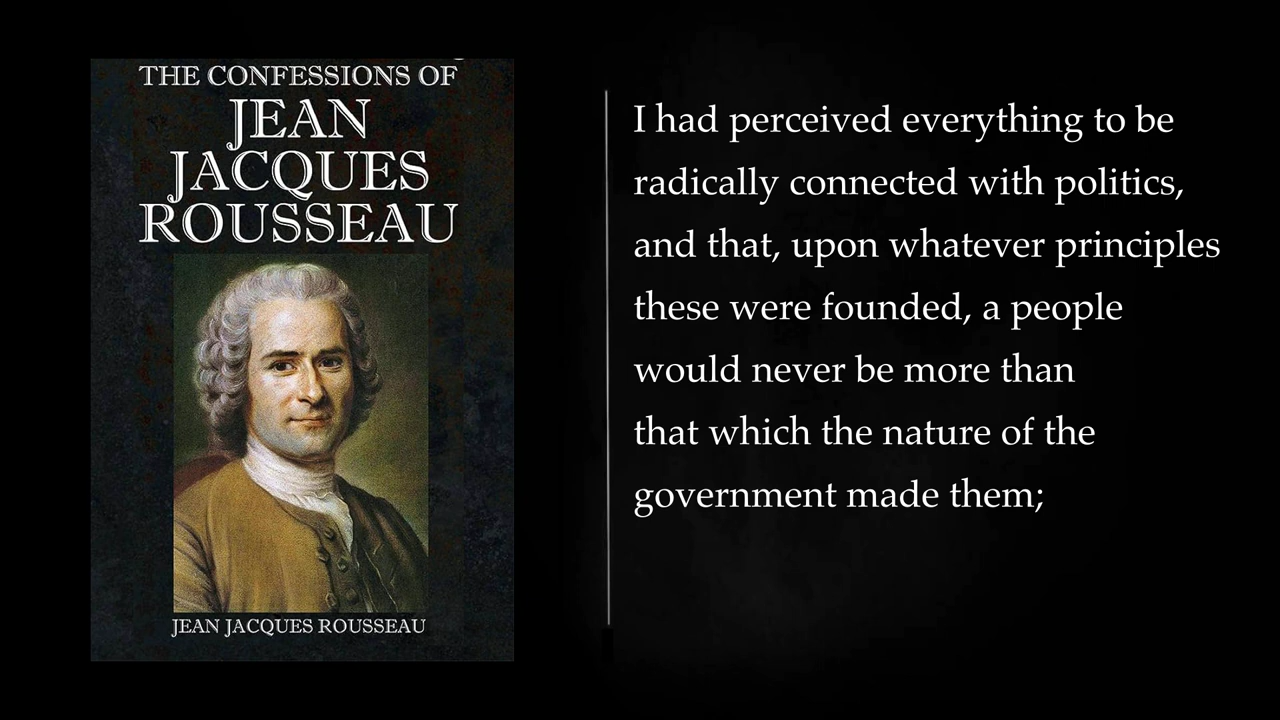 THE CONFESSIONS OF
JEAN
JACQUES
ROUSSEAU
JEAN JACQUES ROUSSEAU
I had perceived everything to be
radically connected with politics,
and that, upon whatever principles
these were founded, a people
would never be more than
that which the nature of the
government made them;